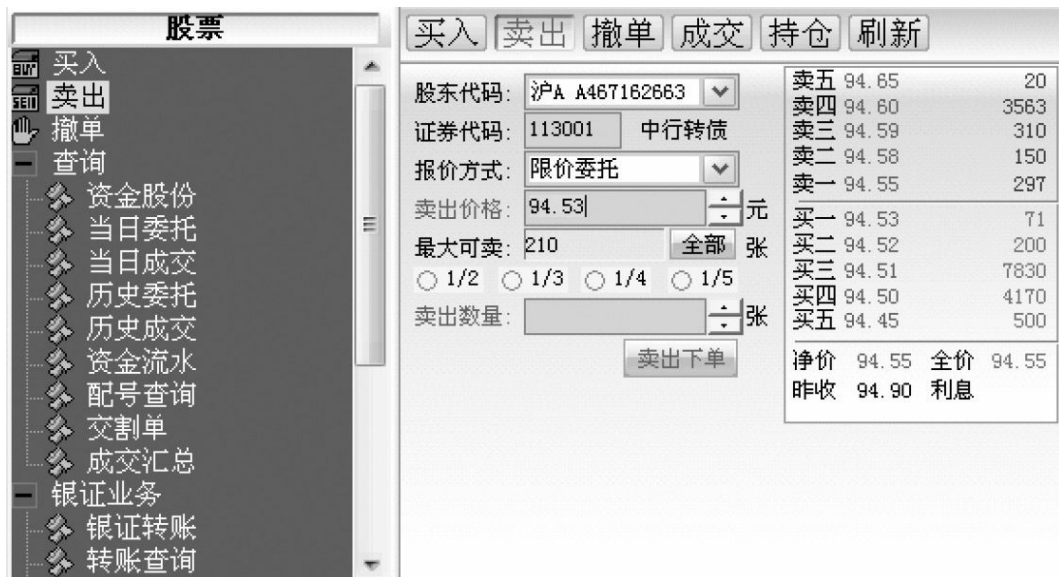 股票
BUY 买入
SELL 卖出
撤单
查询
资金股份
当日委托
当日成交
历史委托
历史成交
资金流水
配号查询
交割单
成交汇总
银证业务
银证转账
转账查询
买入 卖出 撤单 成交 持仓 刷新
股东代码: 沪A A467162663
证券代码: 113001 中行转债
报价方式: 限价委托
卖出价格: 94.53 元
最大可卖: 210 全部 张
1/2 1/3 1/4 1/5
卖出数量: 张
卖出下单
卖五 94.65 20
卖四 94.60 3563
卖三 94.59 310
卖二 94.58 150
卖一 94.55 297
买一 94.53 71
买二 94.52 200
买三 94.51 7830
买四 94.50 4170
买五 94.45 500
净价 94.55 全价 94.55
昨收 94.90 利息